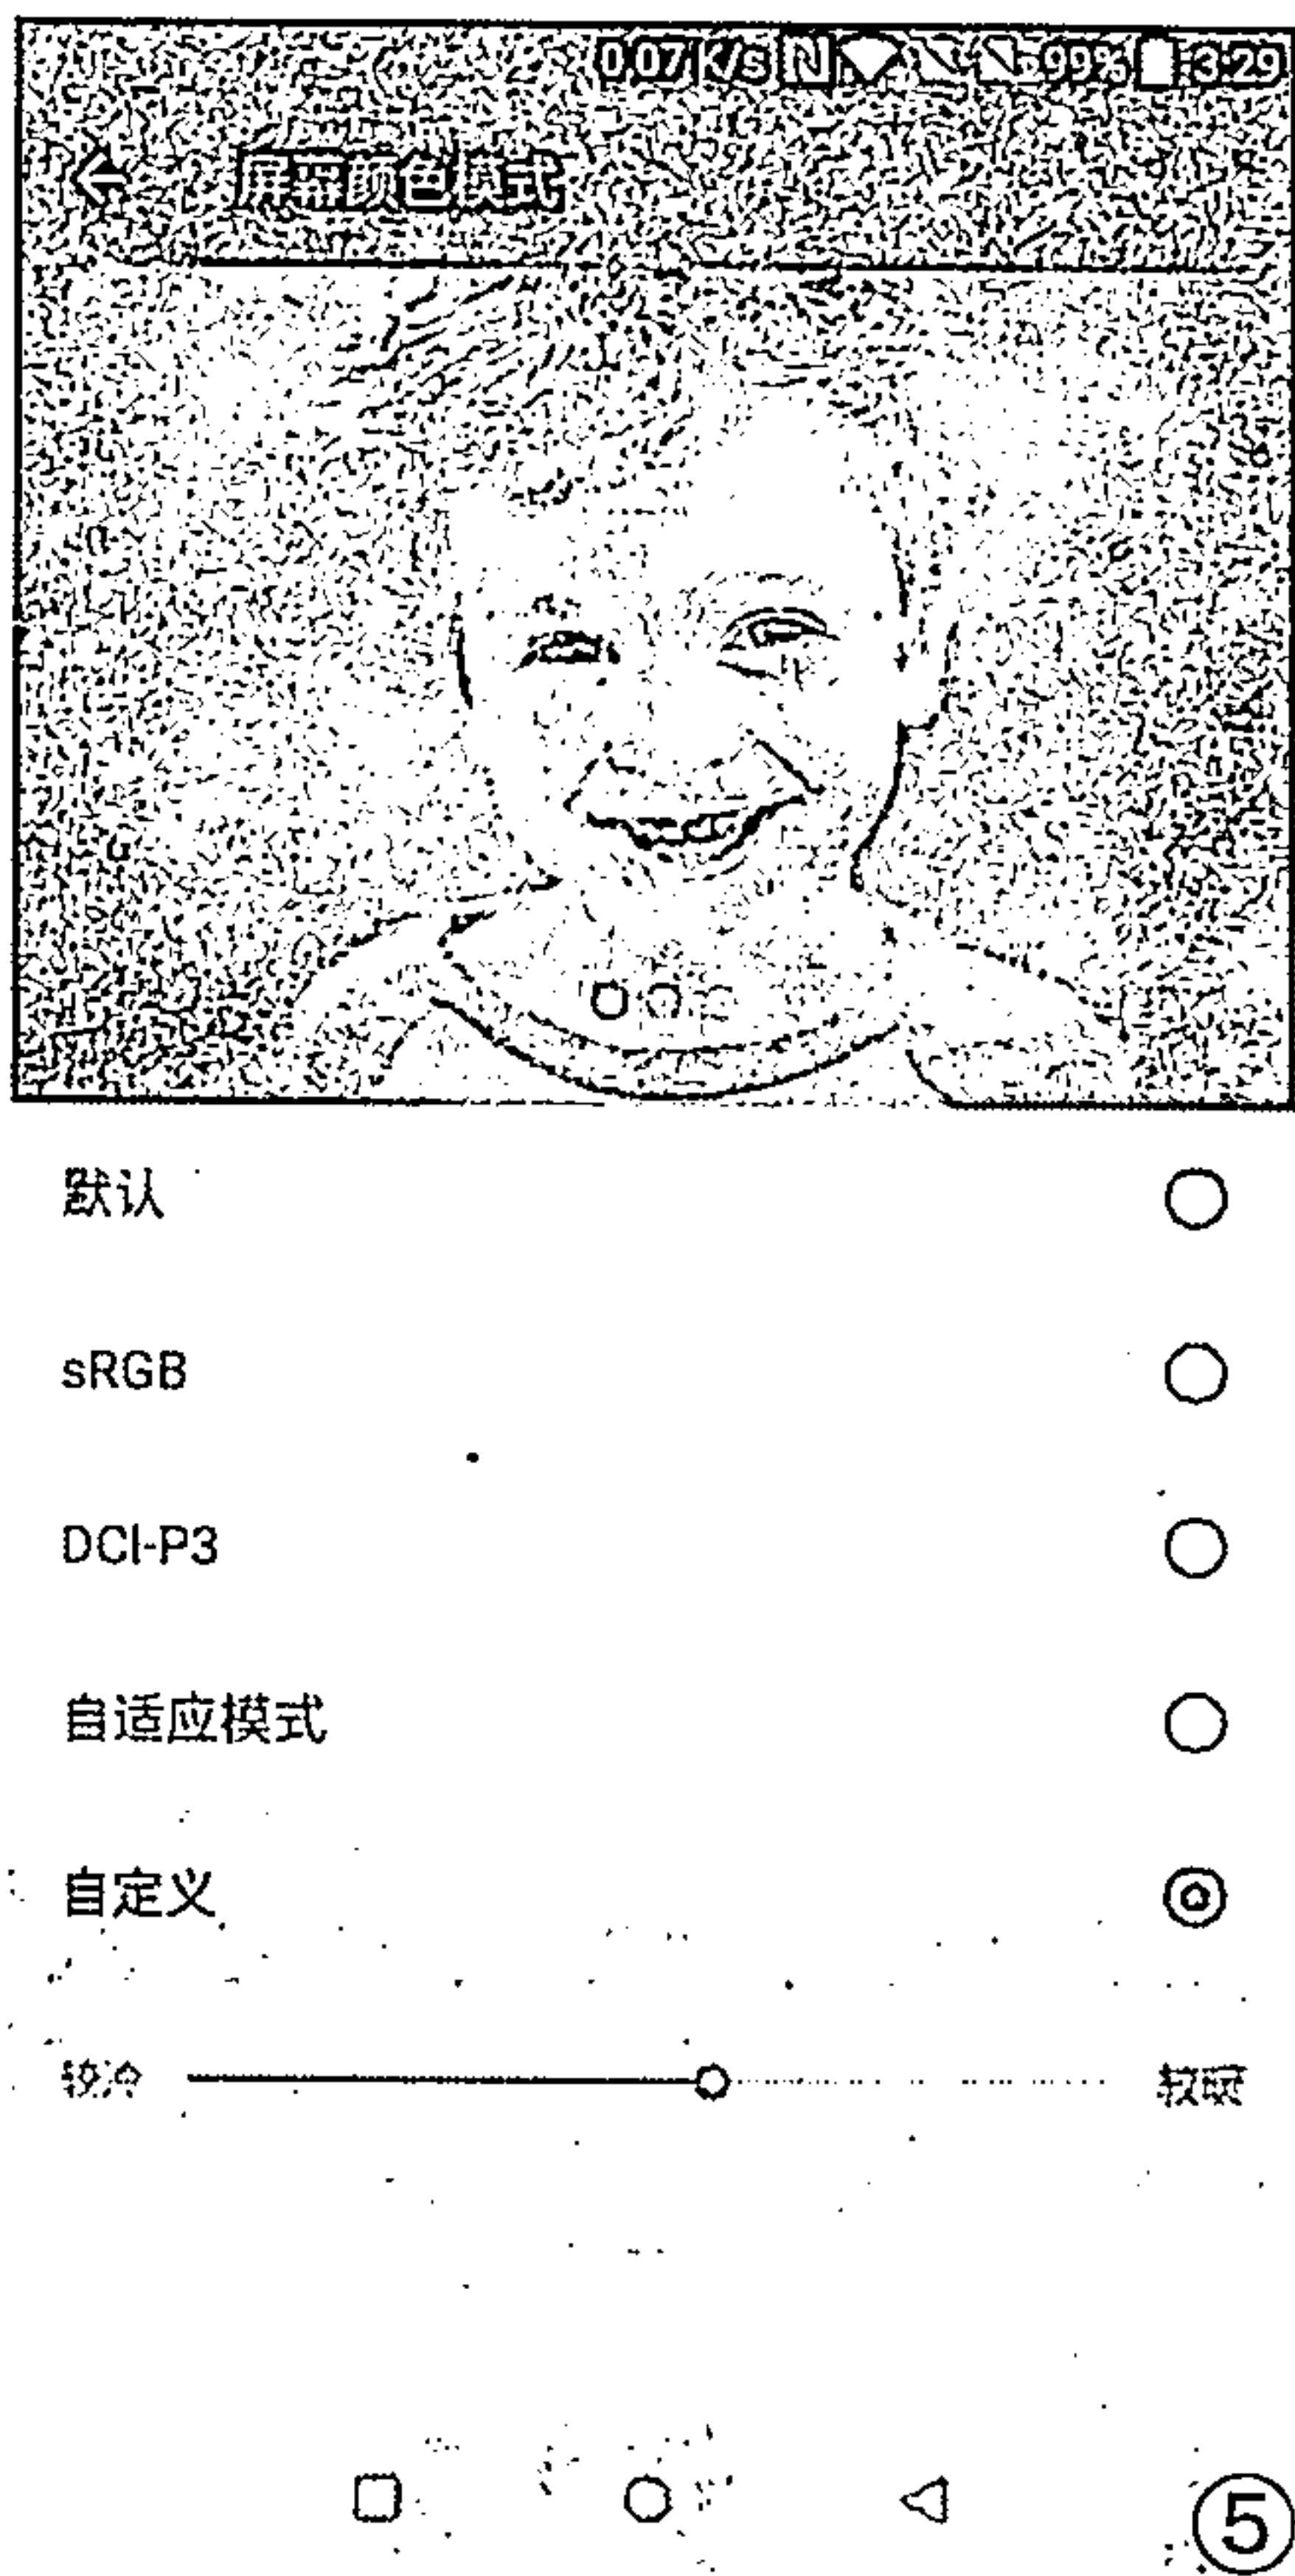 0.07 K/s 99% 3:29
屏幕颜色模式
默认
sRGB
DCI-P3
自适应模式
自定义
较冷 较暖
⑤